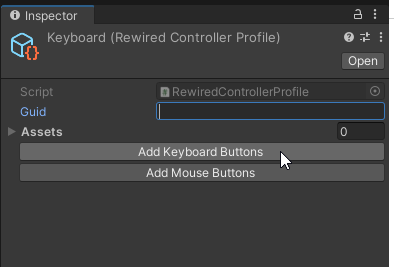 Inspector
Keyboard (Rewired Controller Profile)
Open
Script
RewiredControllerProfile
Guid
Assets
0
Add Keyboard Buttons
Add Mouse Buttons